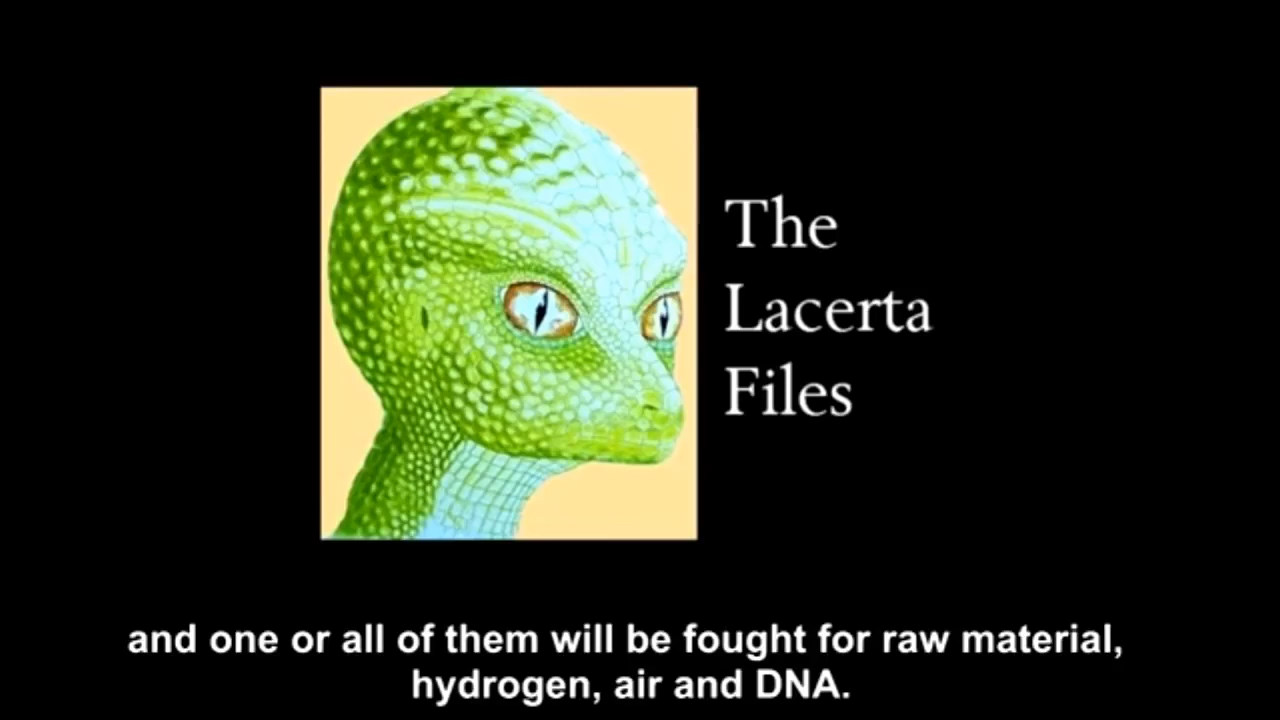 The
Lacerta
Files
and one or all of them will be fought for raw material,
hydrogen, air and DNA.